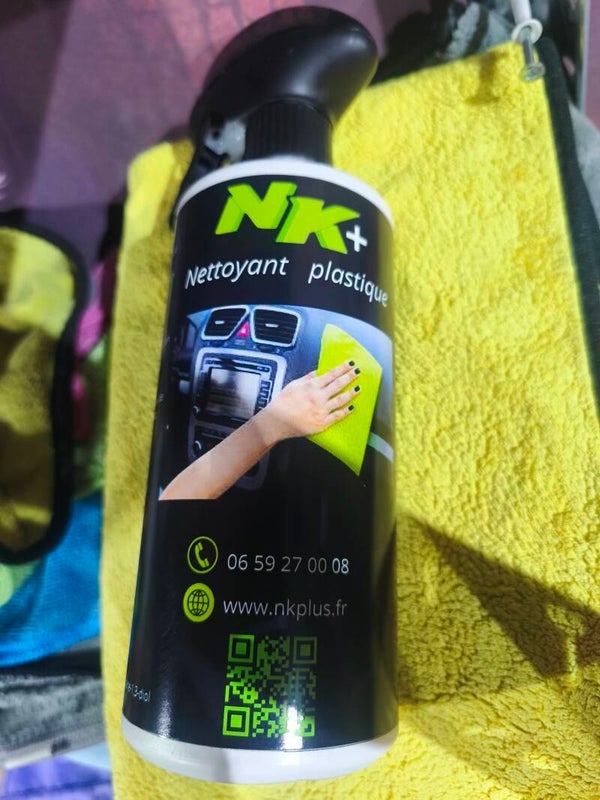 NK+
Nettoyant plastique
06 59 27 00 08
www.nkplus.fr